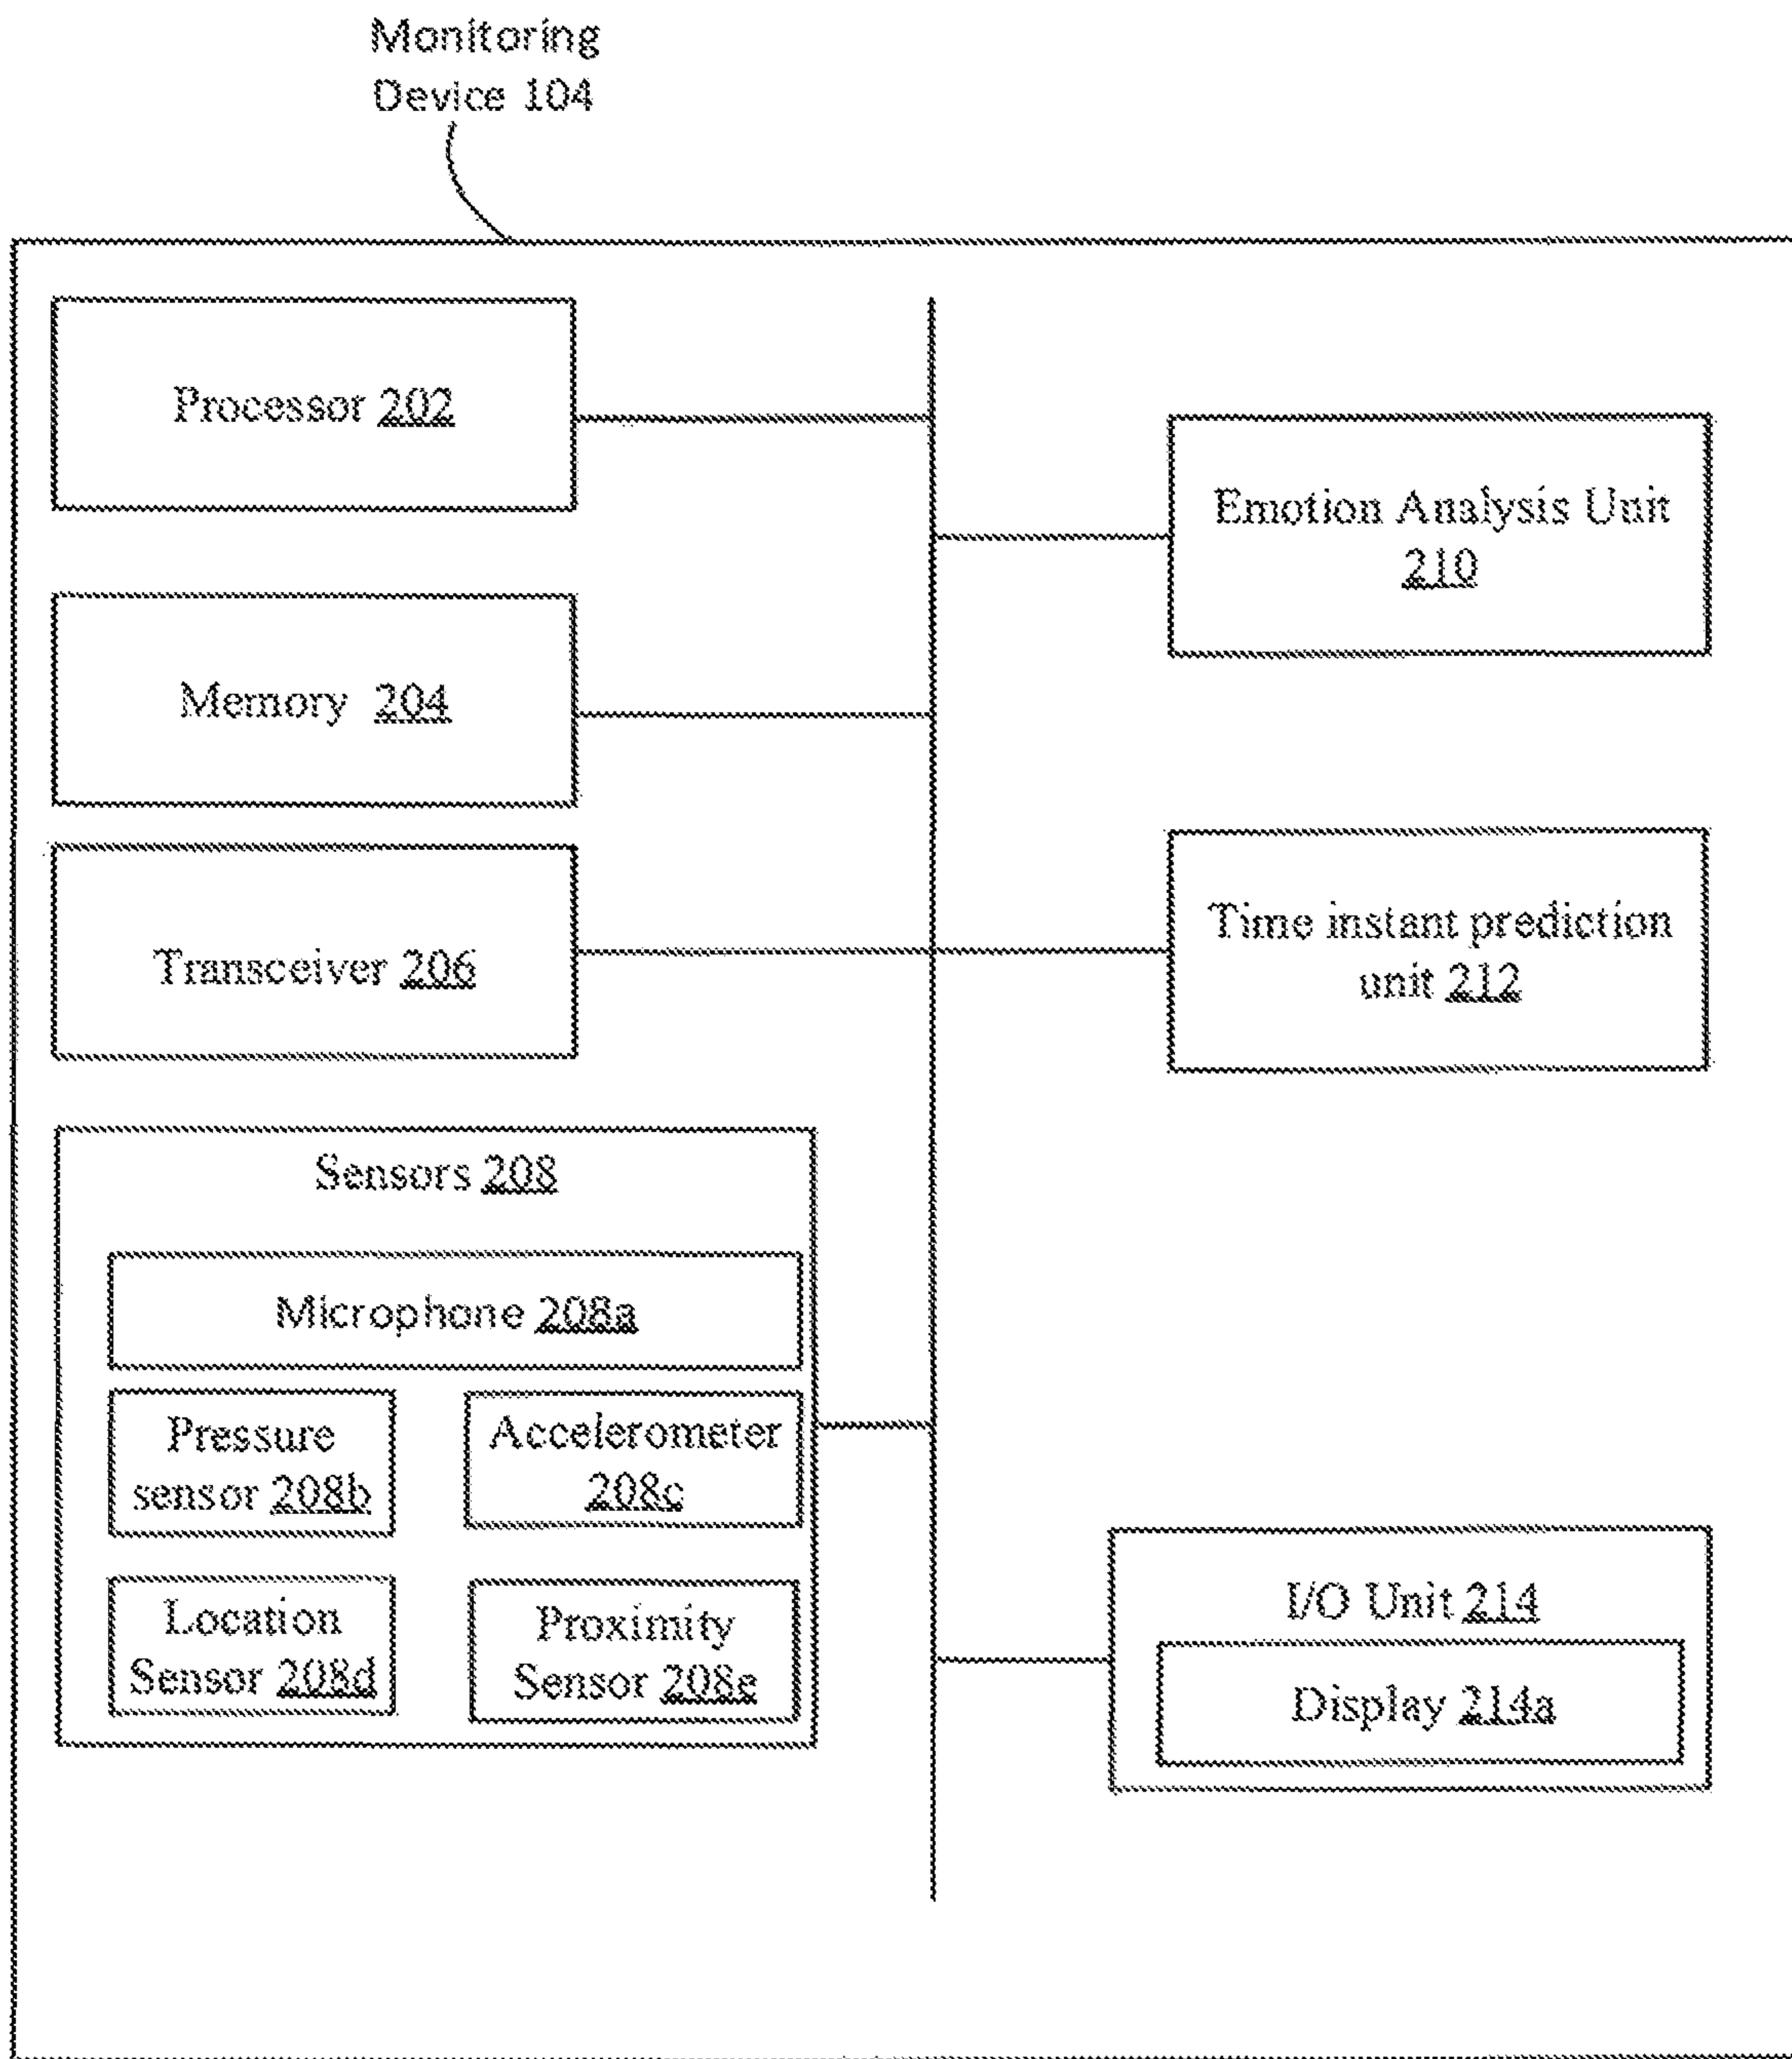 Monitoring
Device 104
Processor 202
Memory 204
Transceiver 206
Sensors 208
Microphone 208a
Pressure
sensor 208b
Accelerometer
208c
Location
Sensor 208d
Proximity
Sensor 208e
Emotion Analysis Unit
210
Time instant prediction
unit 212
I/O Unit 214
Display 214a